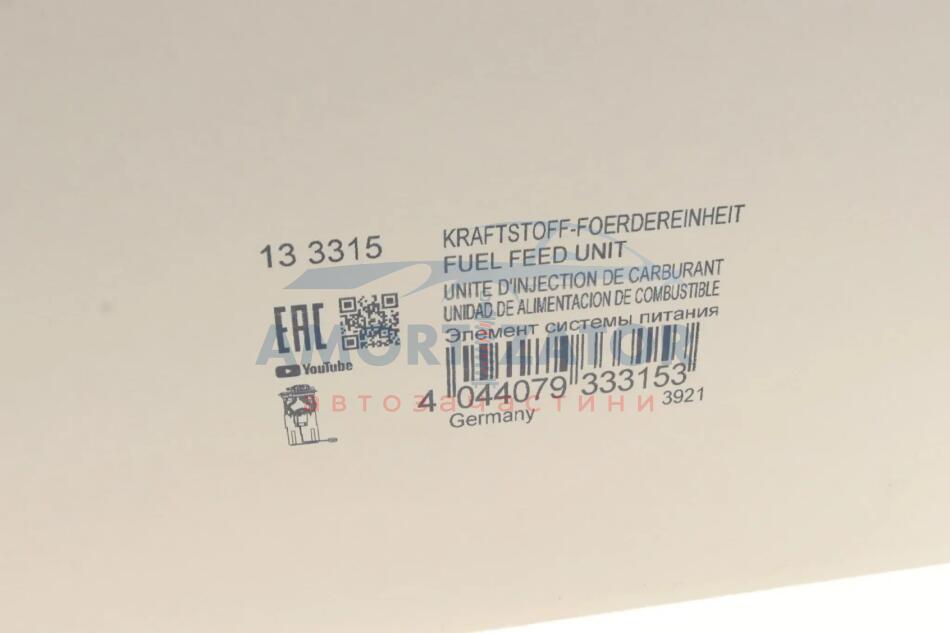 13 3315
KRAFTSTOFF-FOERDEREINHEIT
FUEL FEED UNIT
UNITE D'INJECTION DE CARBURANT
UNIDAD DE ALIMENTACION DE COMBUSTIBLE
Элемент системы питания
EAC
YouTube
AMORTIZATOR
автозапчастини
4 044079 333153
3921
Germany